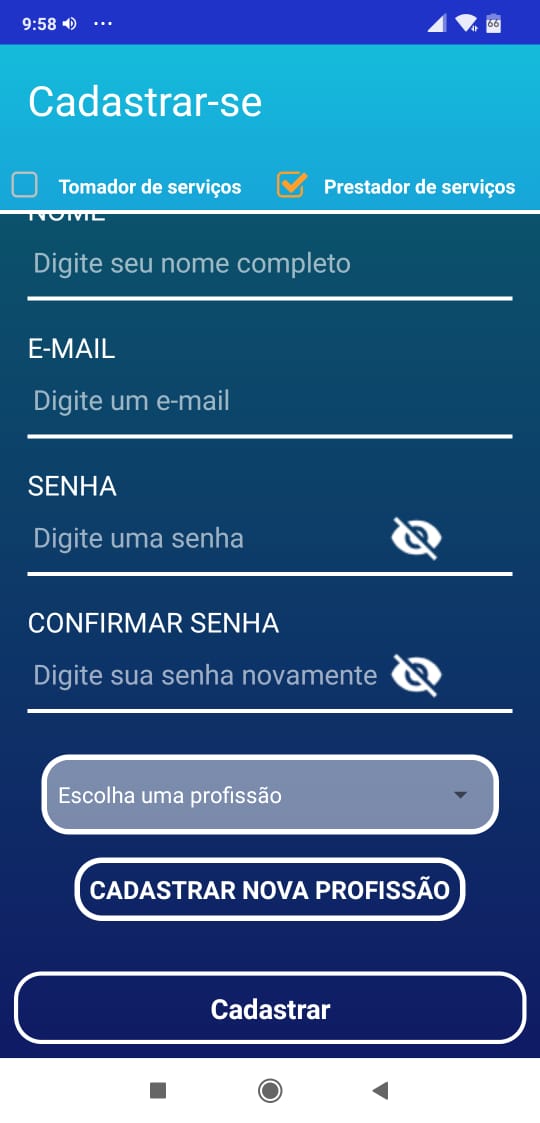 9:58
66
Cadastrar-se
Tomador de serviços
Prestador de serviços
NOME
Digite seu nome completo
E-MAIL
Digite um e-mail
SENHA
Digite uma senha
CONFIRMAR SENHA
Digite sua senha novamente
Escolha uma profissão
CADASTRAR NOVA PROFISSÃO
Cadastrar